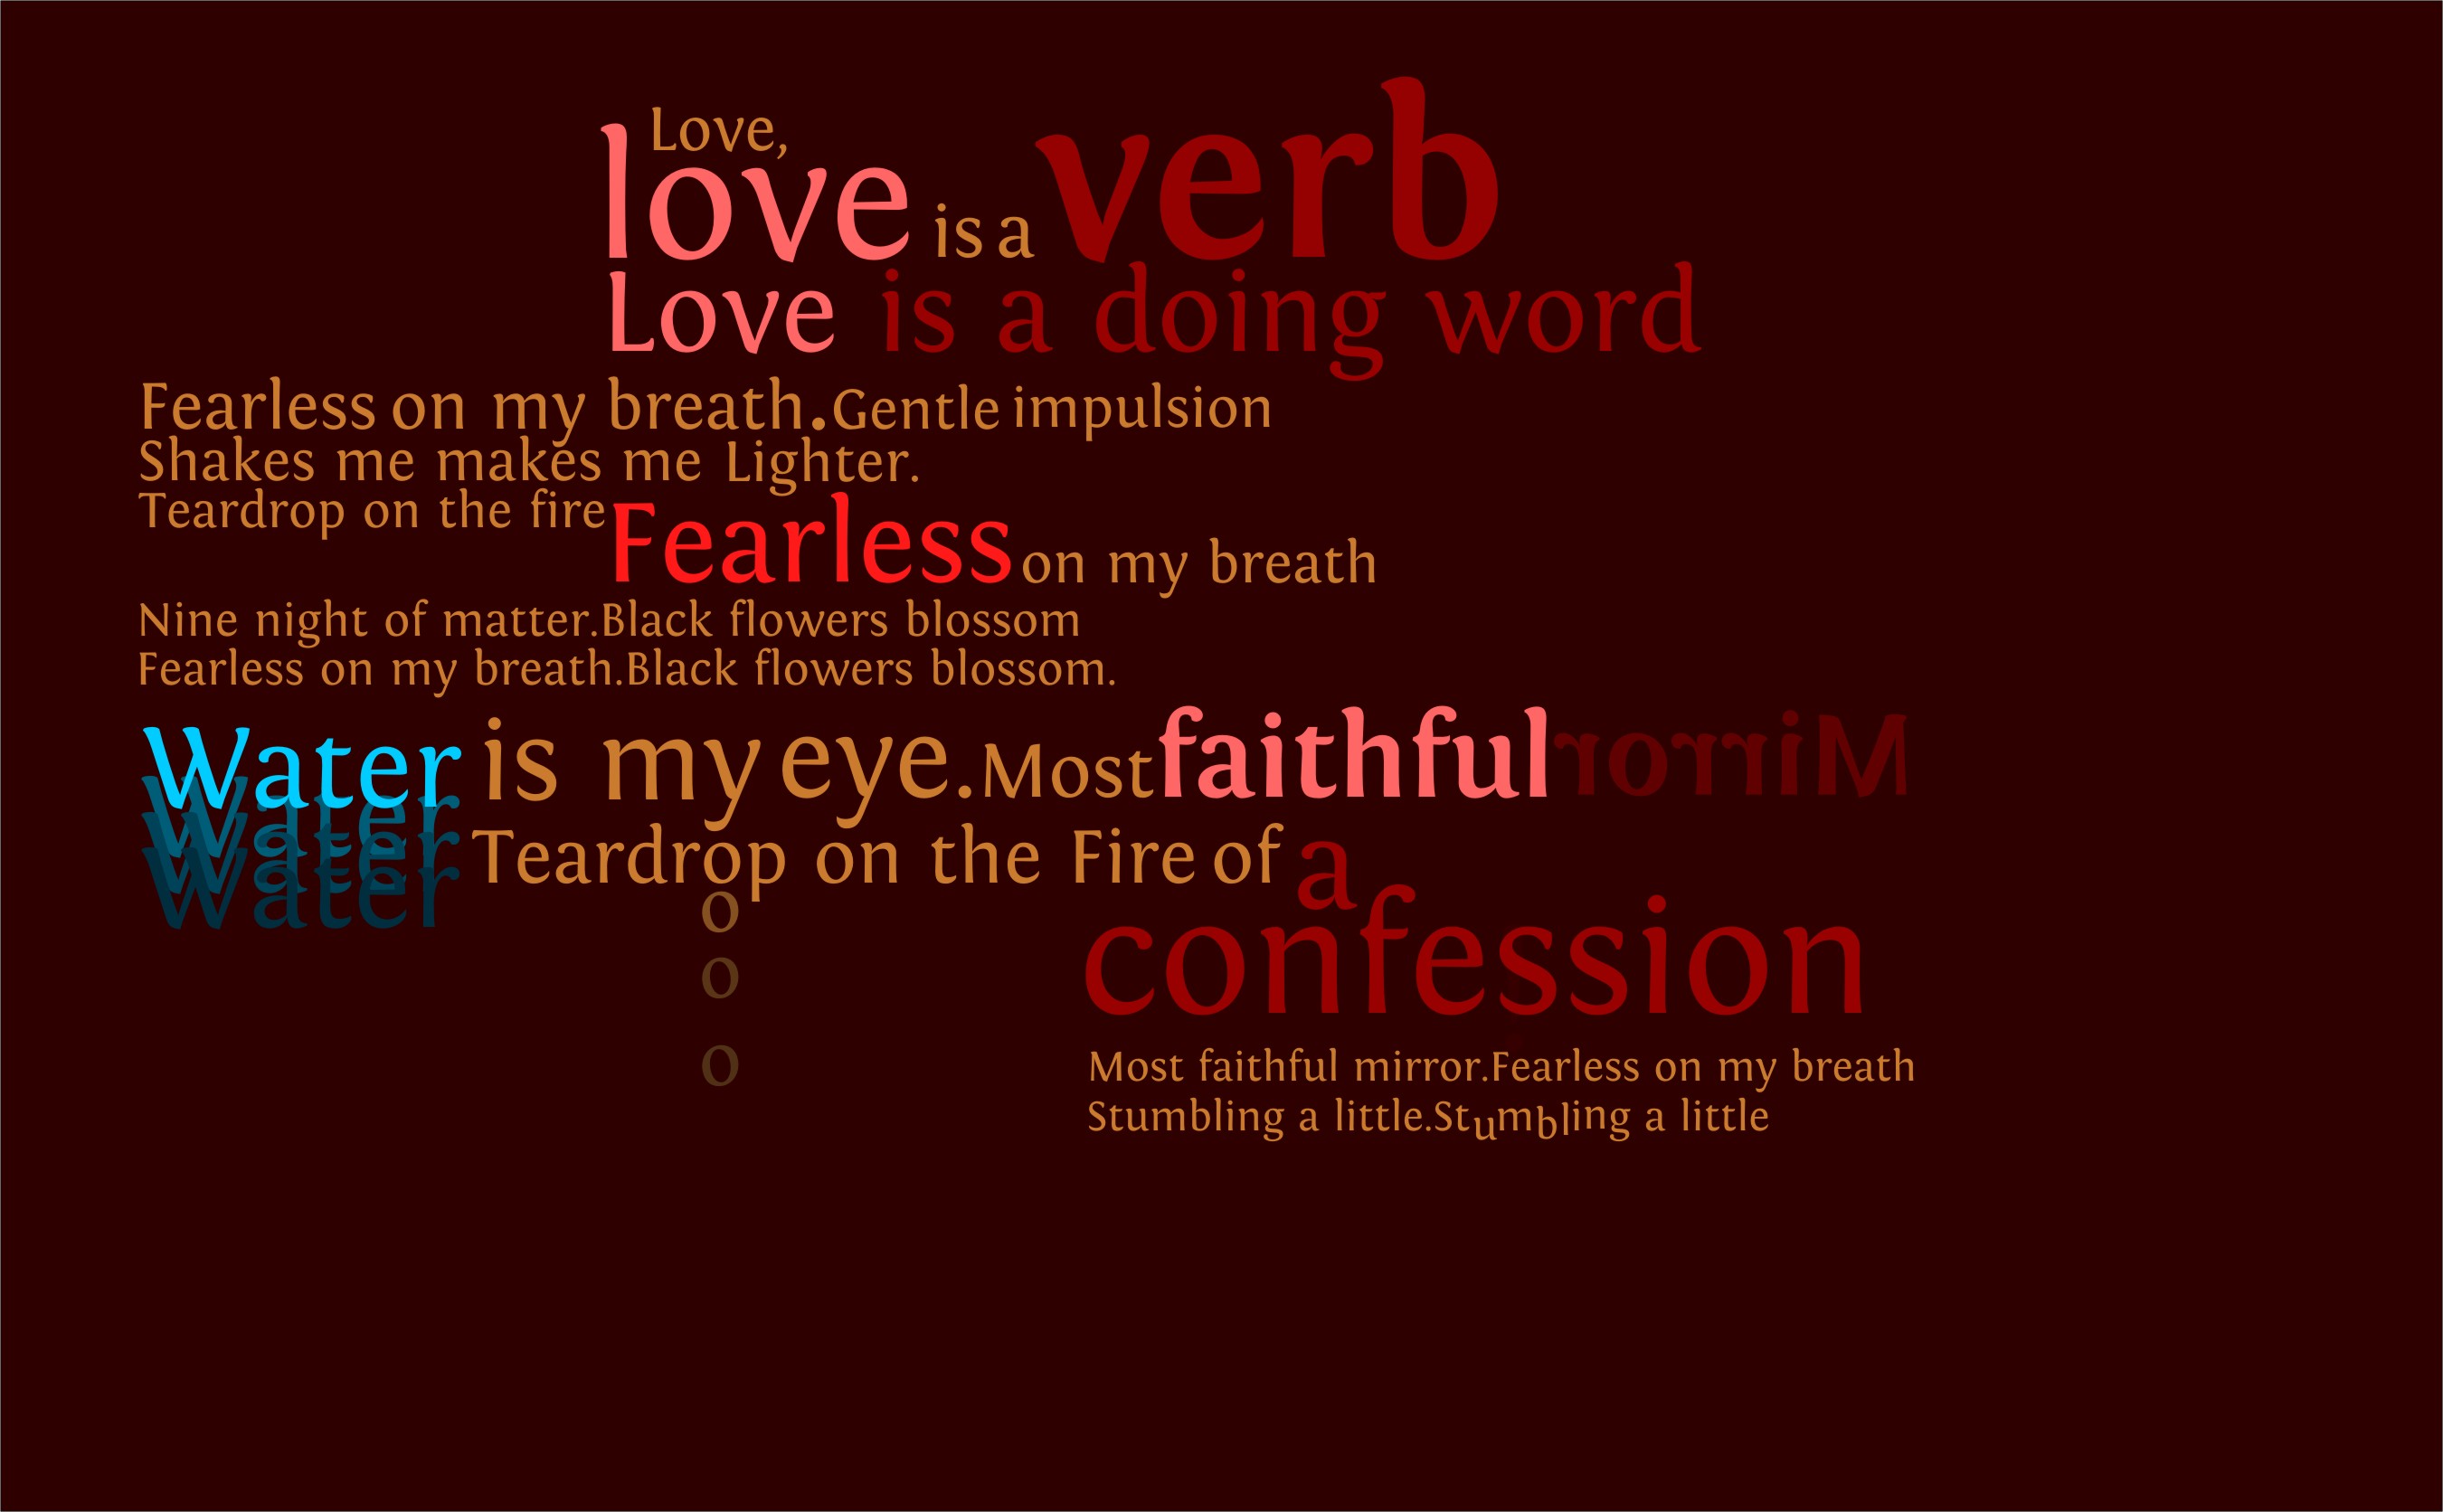 Love,
love is a verb
Love is a doing word
Fearless on my breath.Gentle impulsion
Shakes me makes me Lighter.
Teardrop on the fire Fearless on my breath
Nine night of matter.Black flowers blossom
Fearless on my breath.Black flowers blossom.
Water is my eye.Most faithful Mirror
Water
Water
Water Teardrop on the Fire of a
o
confession
o
o
Most faithful mirror.Fearless on my breath
Stumbling a little.Stumbling a little